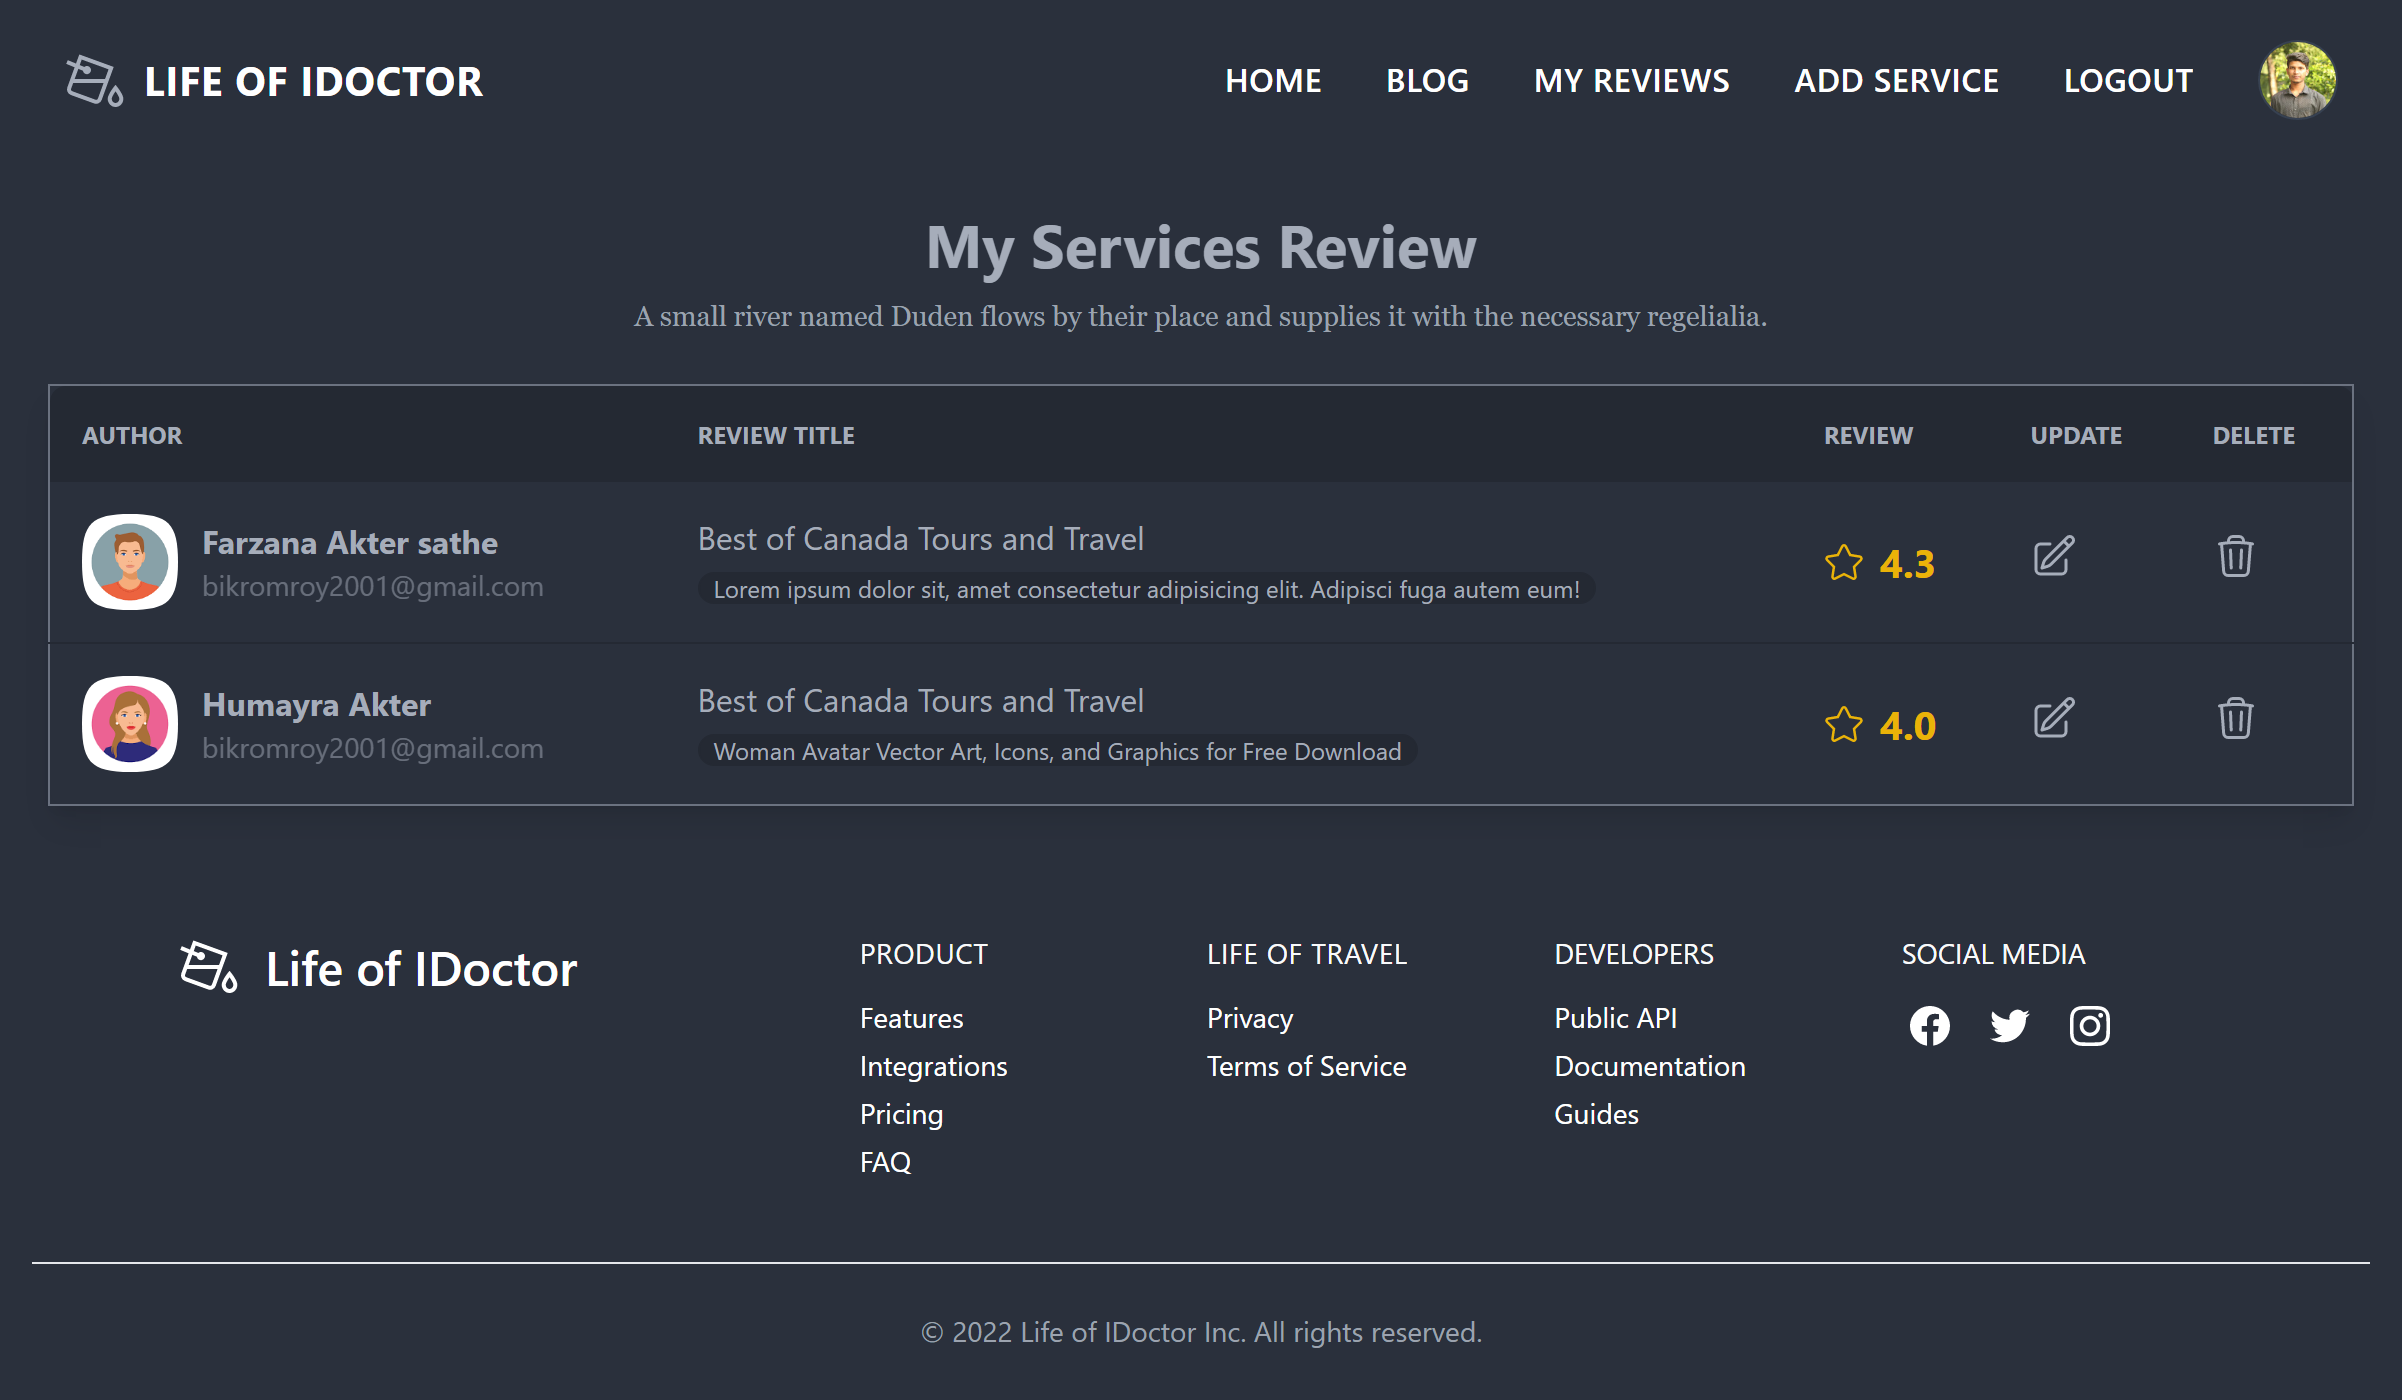 LIFE OF IDOCTOR HOME BLOG MY REVIEWS ADD SERVICE LOGOUT
My Services Review
A small river named Duden flows by their place and supplies it with the necessary regelialia.
AUTHOR REVIEW TITLE REVIEW UPDATE DELETE
Farzana Akter sathe
bikromroy2001@gmail.com
Best of Canada Tours and Travel
Lorem ipsum dolor sit, amet consectetur adipisicing elit. Adipisci fuga autem eum!
4.3
Humayra Akter
bikromroy2001@gmail.com
Best of Canada Tours and Travel
Woman Avatar Vector Art, Icons, and Graphics for Free Download
4.0
Life of IDoctor
PRODUCT
Features
Integrations
Pricing
FAQ
LIFE OF TRAVEL
Privacy
Terms of Service
DEVELOPERS
Public API
Documentation
Guides
SOCIAL MEDIA
© 2022 Life of IDoctor Inc. All rights reserved.